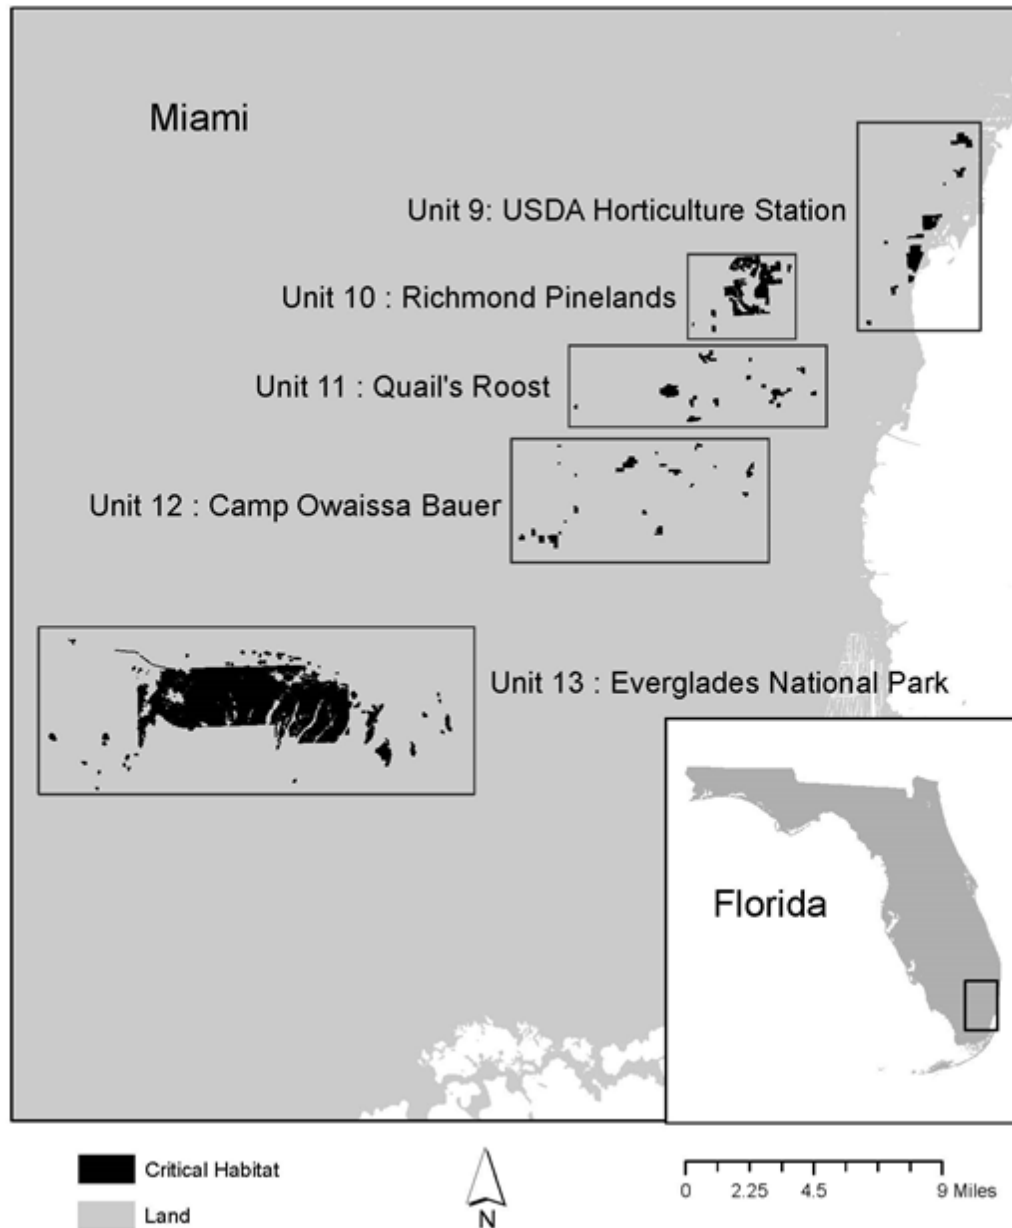 Miami
Unit 9: USDA Horticulture Station
Unit 10 : Richmond Pinelands
Unit 11 : Quail's Roost
Unit 12 : Camp Owaissa Bauer
Unit 13 : Everglades National Park
Florida
Critical Habitat
Land
N
0 2.25 4.5 9 Miles